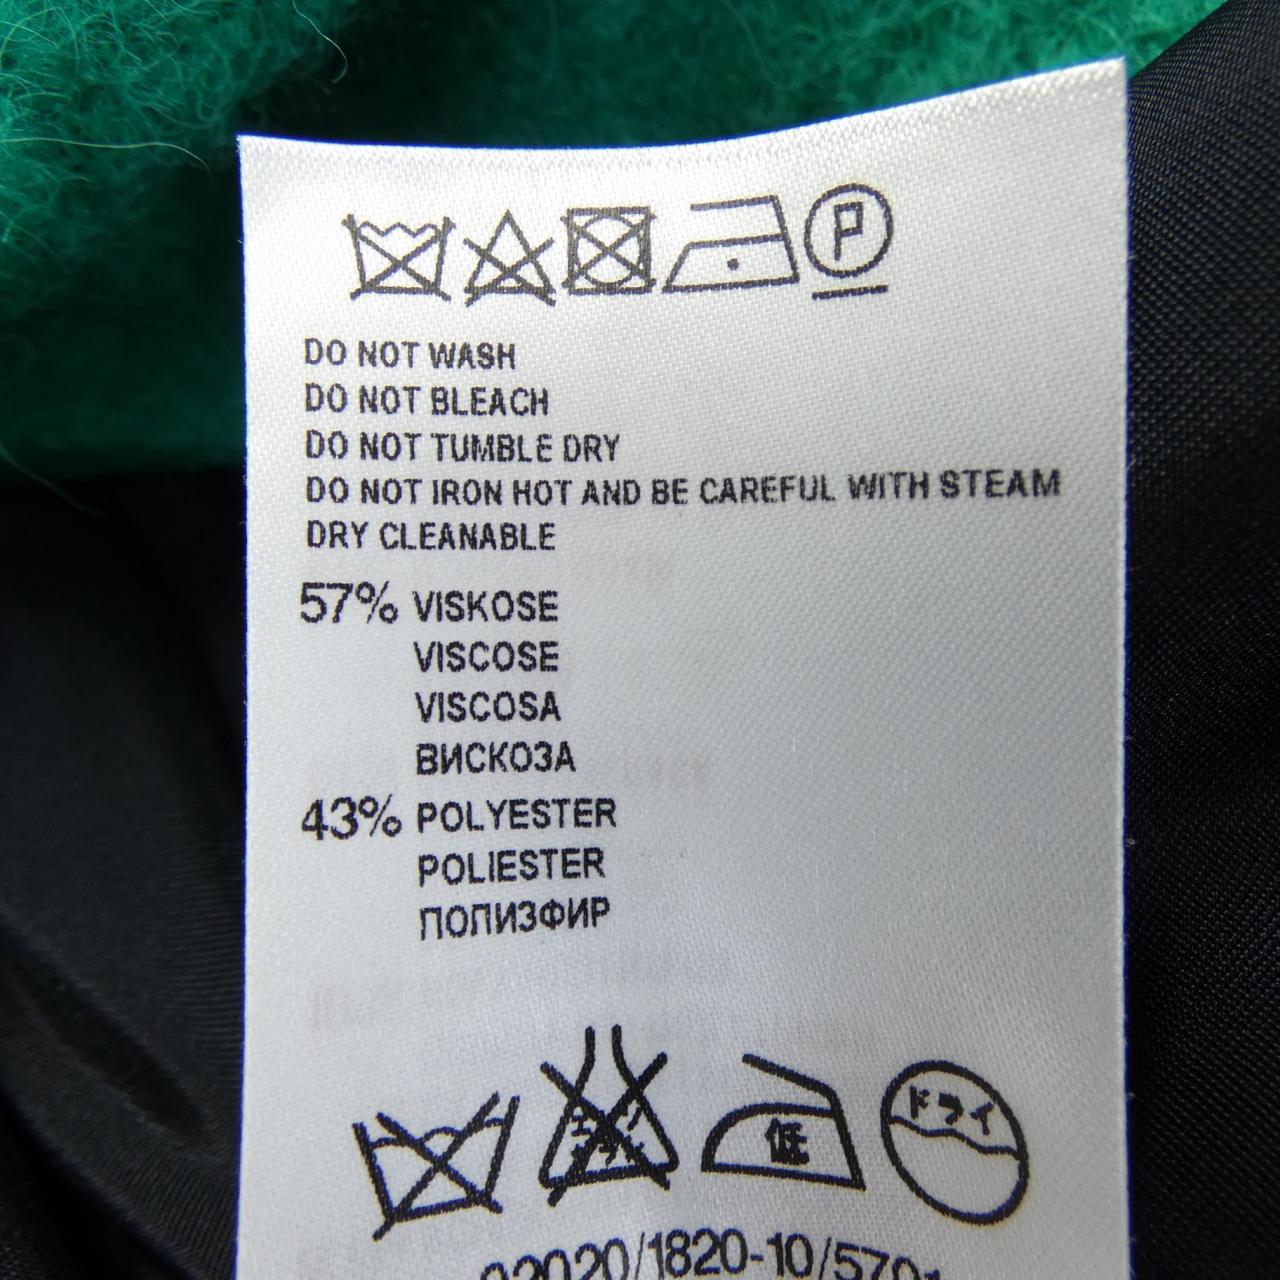 P
DO NOT WASH
DO NOT BLEACH
DO NOT TUMBLE DRY
DO NOT IRON HOT AND BE CAREFUL WITH STEAM
DRY CLEANABLE
57% VISKOSE
VISCOSE
VISCOSA
ВИСКОЗА
43% POLYESTER
POLIESTER
ПОЛИЗФИР
低
ドライ